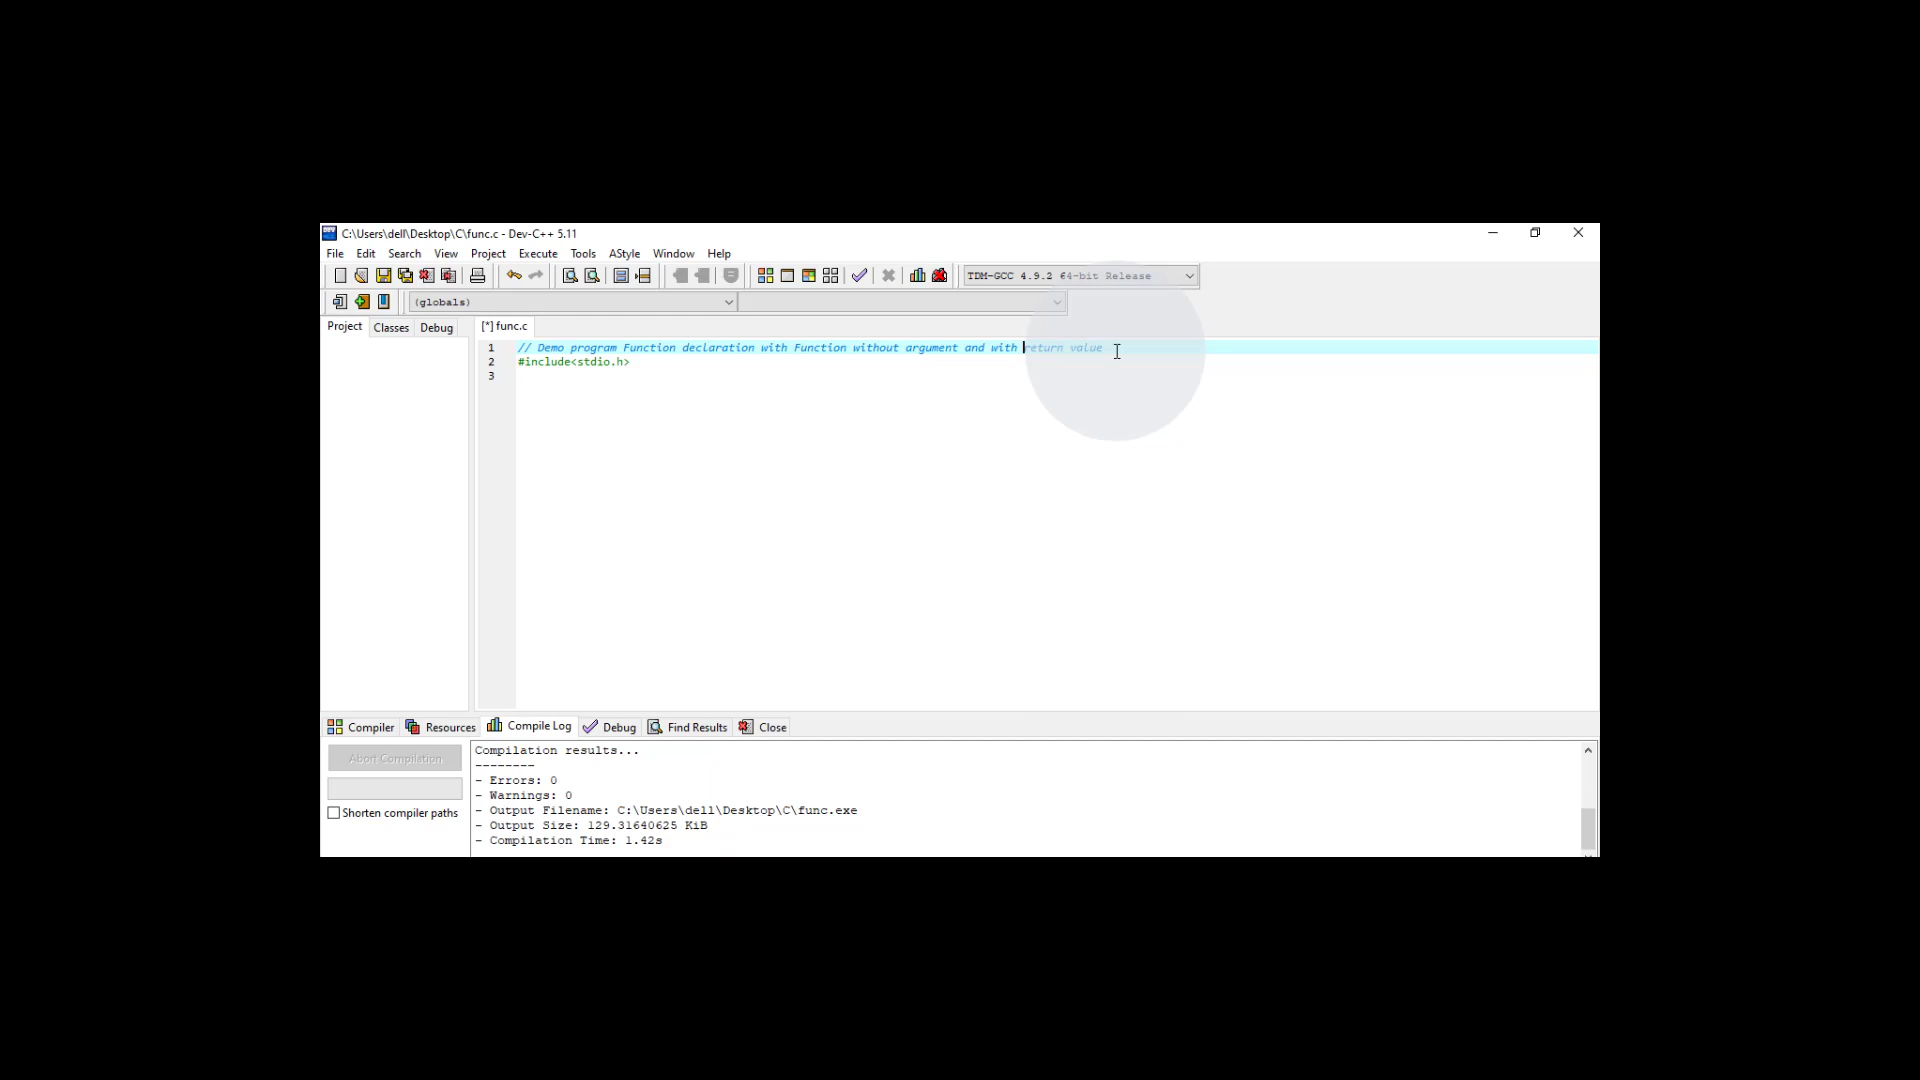 C:\Users\dell\Desktop\C\func.c - Dev-C++ 5.11
File Edit Search View Project Execute Tools AStyle Window Help
TDM-GCC 4.9.2 64-bit Release
(globals)
Project Classes Debug [*] func.c
1 // Demo program Function declaration with Function without argument and with return value
2 #include<stdio.h>
3
Compiler Resources Compile Log Debug Find Results Close
Abort Compilation
Shorten compiler paths
Compilation results...
--------
- Errors: 0
- Warnings: 0
- Output Filename: C:\Users\dell\Desktop\C\func.exe
- Output Size: 129.31640625 KiB
- Compilation Time: 1.42s